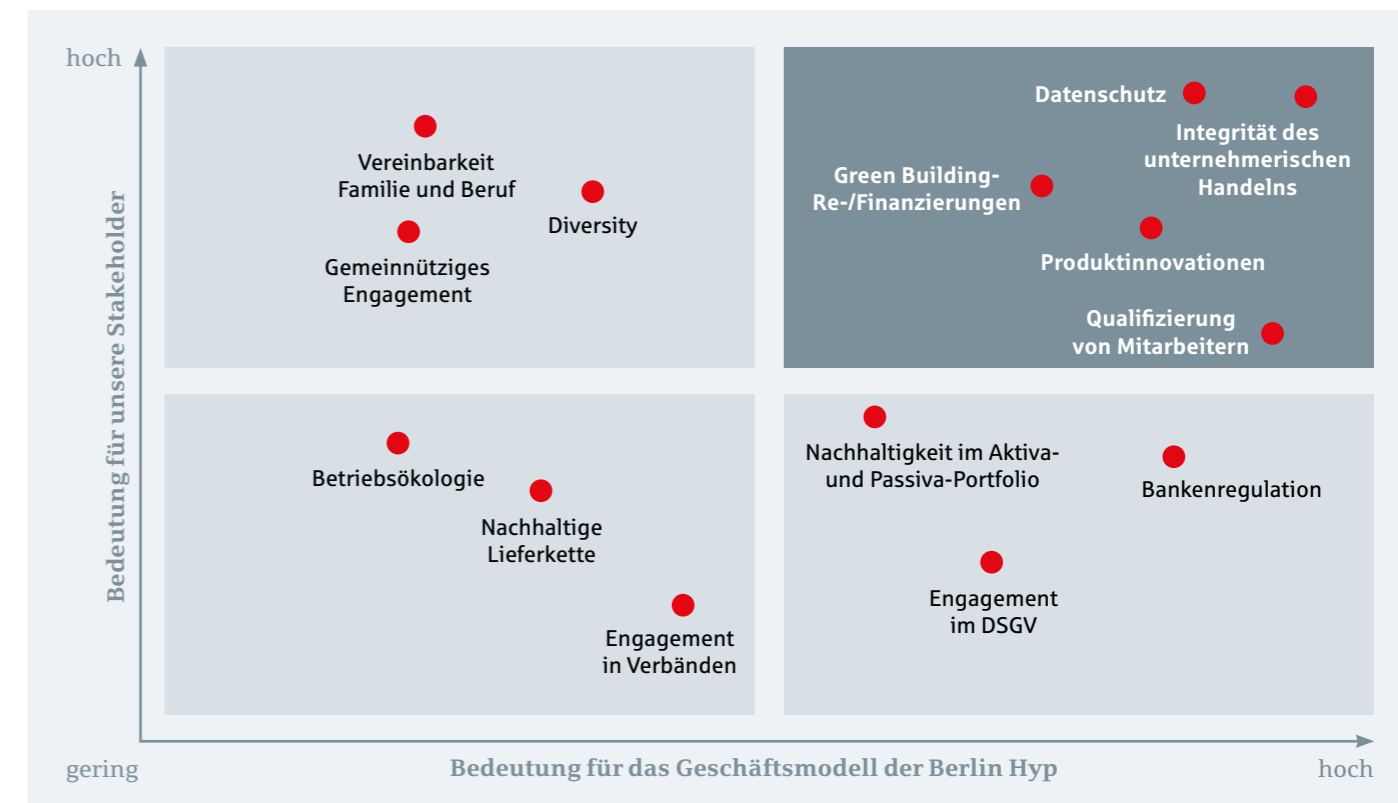 hoch
Bedeutung für unsere Stakeholder
Vereinbarkeit
Familie und Beruf
Diversity
Gemeinnütziges
Engagement
Datenschutz
Integrität des
unternehmerischen
Handelns
Green Building-
Re-/Finanzierungen
Produktinnovationen
Qualifizierung
von Mitarbeitern
Betriebsökologie
Nachhaltige
Lieferkette
Engagement
in Verbänden
Nachhaltigkeit im Aktiva-
und Passiva-Portfolio
Bankenregulation
Engagement
im DSGV
gering
Bedeutung für das Geschäftsmodell der Berlin Hyp
hoch